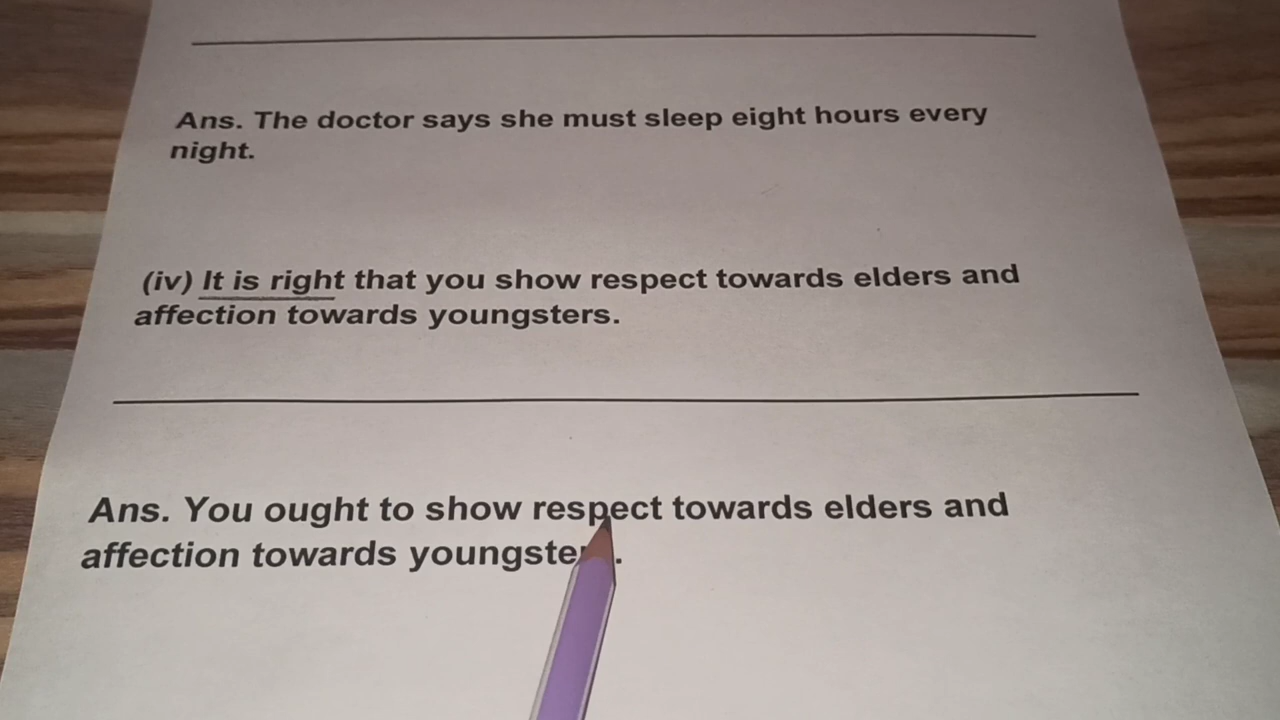 Ans. The doctor says she must sleep eight hours every
night.
(iv) It is right that you show respect towards elders and
affection towards youngsters.
Ans. You ought to show respect towards elders and
affection towards